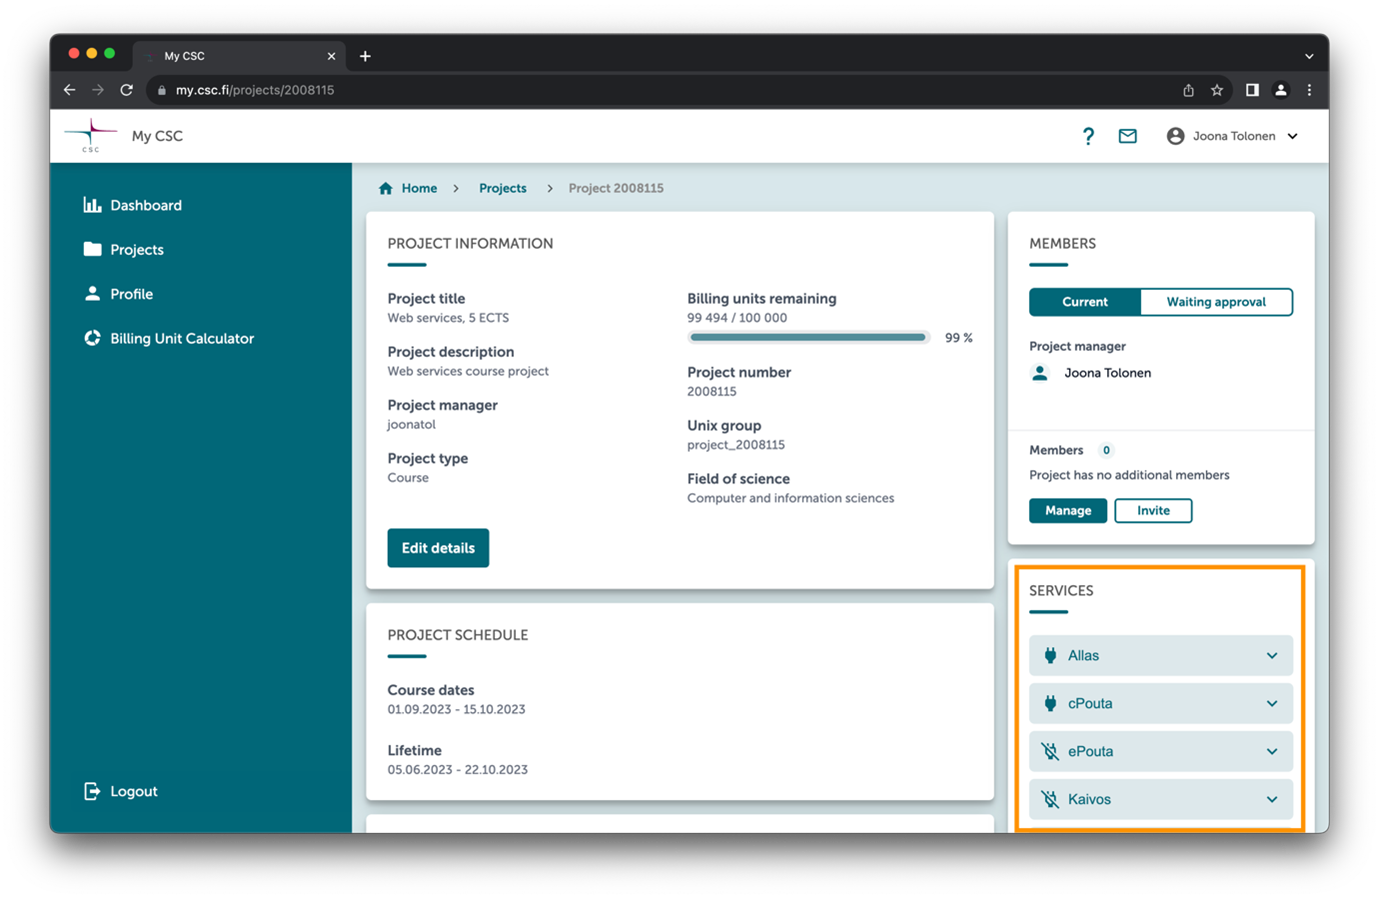 My CSC
my.csc.fi/projects/2008115
CSC
My CSC
?
Joona Tolonen
Dashboard
Projects
Profile
Billing Unit Calculator
Logout
Home > Projects > Project 2008115
PROJECT INFORMATION
Project title
Web services, 5 ECTS
Project description
Web services course project
Project manager
joonatol
Project type
Course
Billing units remaining
99 494 / 100 000
99 %
Project number
2008115
Unix group
project_2008115
Field of science
Computer and information sciences
Edit details
PROJECT SCHEDULE
Course dates
01.09.2023 - 15.10.2023
Lifetime
05.06.2023 - 22.10.2023
MEMBERS
Current Waiting approval
Project manager
Joona Tolonen
Members 0
Project has no additional members
Manage Invite
SERVICES
Allas
cPouta
ePouta
Kaivos